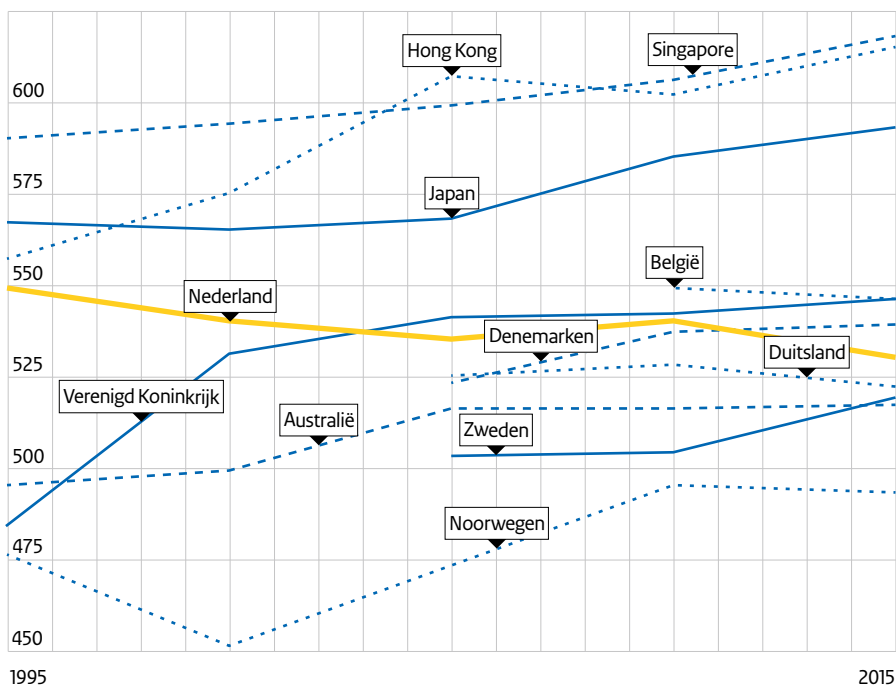 Hong Kong
Singapore
600
575
Japan
550
België
Nederland
Denemarken
525
Duitsland
Verenigd Koninkrijk
Australië
Zweden
500
Noorwegen
475
450
1995
2015